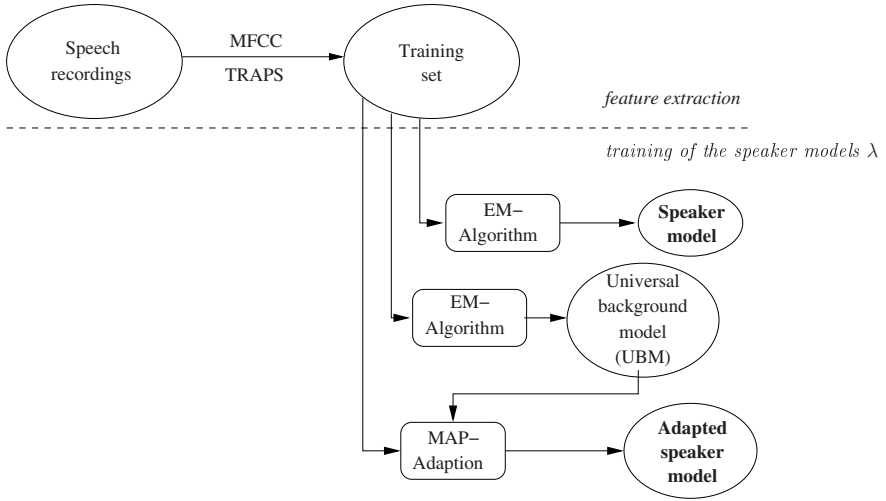 Speech
recordings
MFCC
TRAPS
Training
set
feature extraction
training of the speaker models λ
EM–
Algorithm
Speaker
model
EM–
Algorithm
Universal
background
model
(UBM)
MAP–
Adaption
Adapted
speaker
model